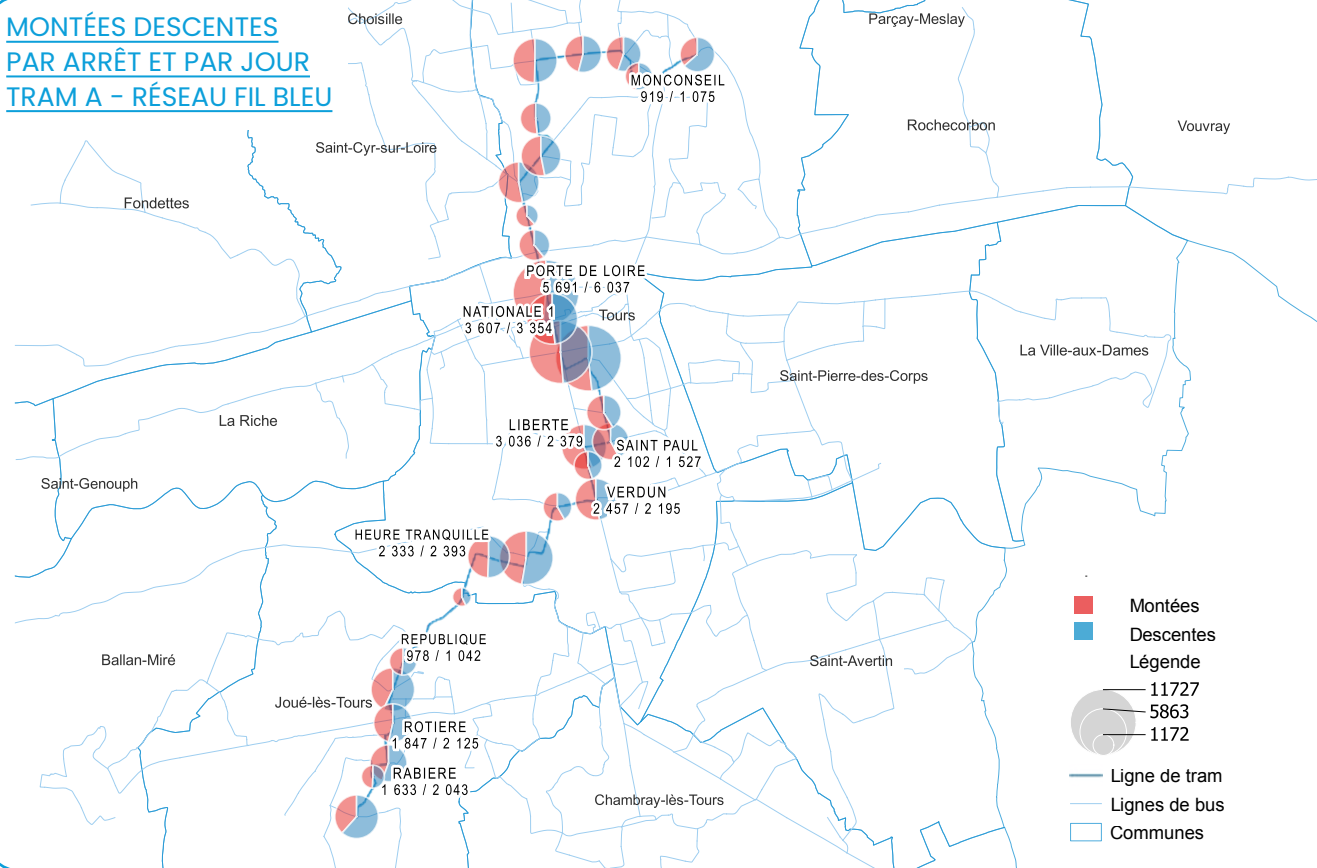 MONTÉES DESCENTES
PAR ARRÊT ET PAR JOUR
TRAM A - RÉSEAU FIL BLEU
Choisille
Parçay-Meslay
MONCONSEIL
919 / 1 075
Rochecorbon
Vouvray
Saint-Cyr-sur-Loire
Fondettes
PORTE DE LOIRE
5 691 / 6 037
NATIONALE 1
3 607 / 3 354
Tours
La Ville-aux-Dames
Saint-Pierre-des-Corps
La Riche
LIBERTE
3 036 / 2 379
SAINT PAUL
2 102 / 1 527
Saint-Genouph
VERDUN
2 457 / 2 195
HEURE TRANQUILLE
2 333 / 2 393
REPUBLIQUE
978 / 1 042
Ballan-Miré
Saint-Avertin
Joué-lès-Tours
ROTIERE
1 847 / 2 125
RABIERE
1 633 / 2 043
Chambray-lès-Tours
Montées
Descentes
Légende
11727
5863
1172
Ligne de tram
Lignes de bus
Communes